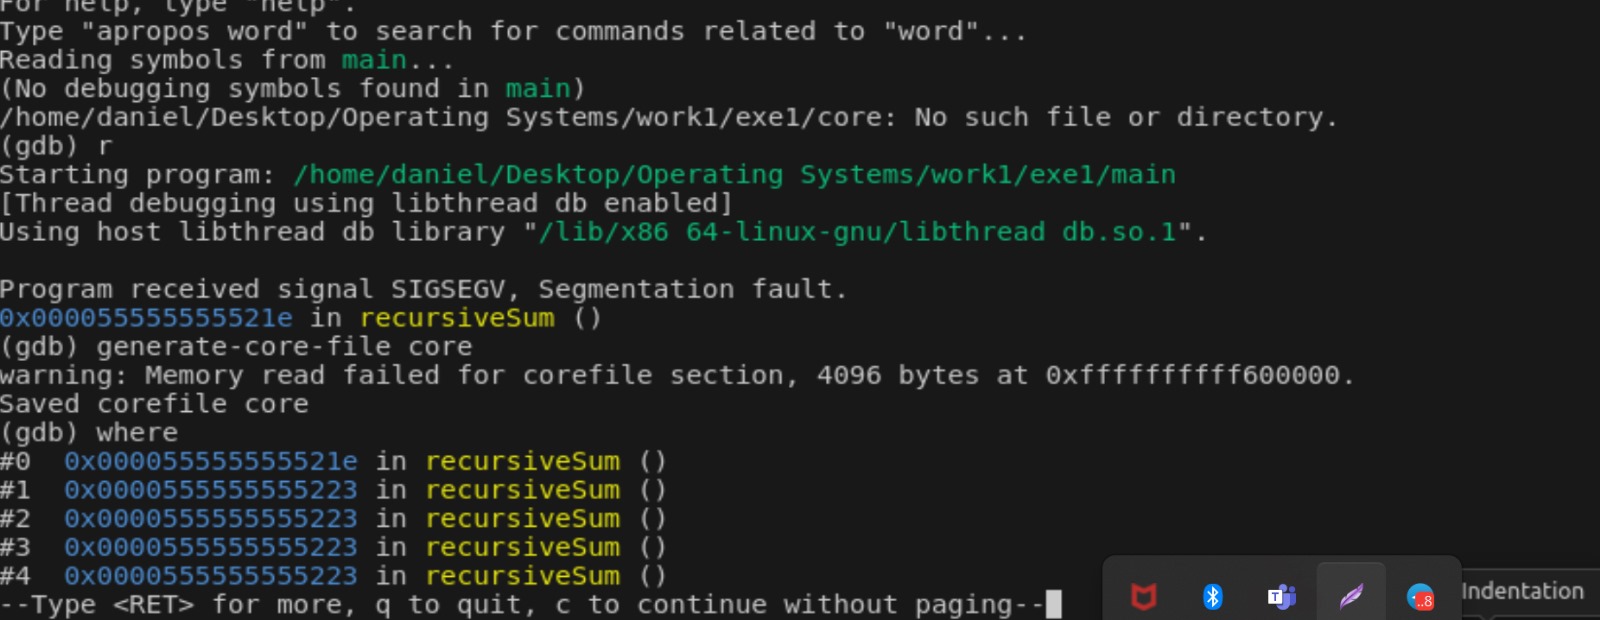 For help, type "help".
Type "apropos word" to search for commands related to "word"...
Reading symbols from main...
(No debugging symbols found in main)
/home/daniel/Desktop/Operating Systems/work1/exe1/core: No such file or directory.
(gdb) r
Starting program: /home/daniel/Desktop/Operating Systems/work1/exe1/main
[Thread debugging using libthread db enabled]
Using host libthread db library "/lib/x86 64-linux-gnu/libthread db.so.1".
Program received signal SIGSEGV, Segmentation fault.
0x000055555555521e in recursiveSum ()
(gdb) generate-core-file core
warning: Memory read failed for corefile section, 4096 bytes at 0xffffffffff600000.
Saved corefile core
(gdb) where
#0  0x000055555555521e in recursiveSum ()
#1  0x0000555555555223 in recursiveSum ()
#2  0x0000555555555223 in recursiveSum ()
#3  0x0000555555555223 in recursiveSum ()
#4  0x0000555555555223 in recursiveSum ()
--Type <RET> for more, q to quit, c to continue without paging--
T
..8
Indentation